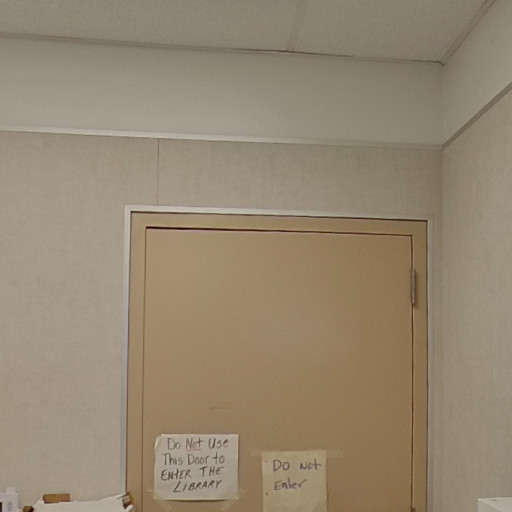 Do Not Use
This Door to
ENTER THE
LIBRARY
DO Not
Enter